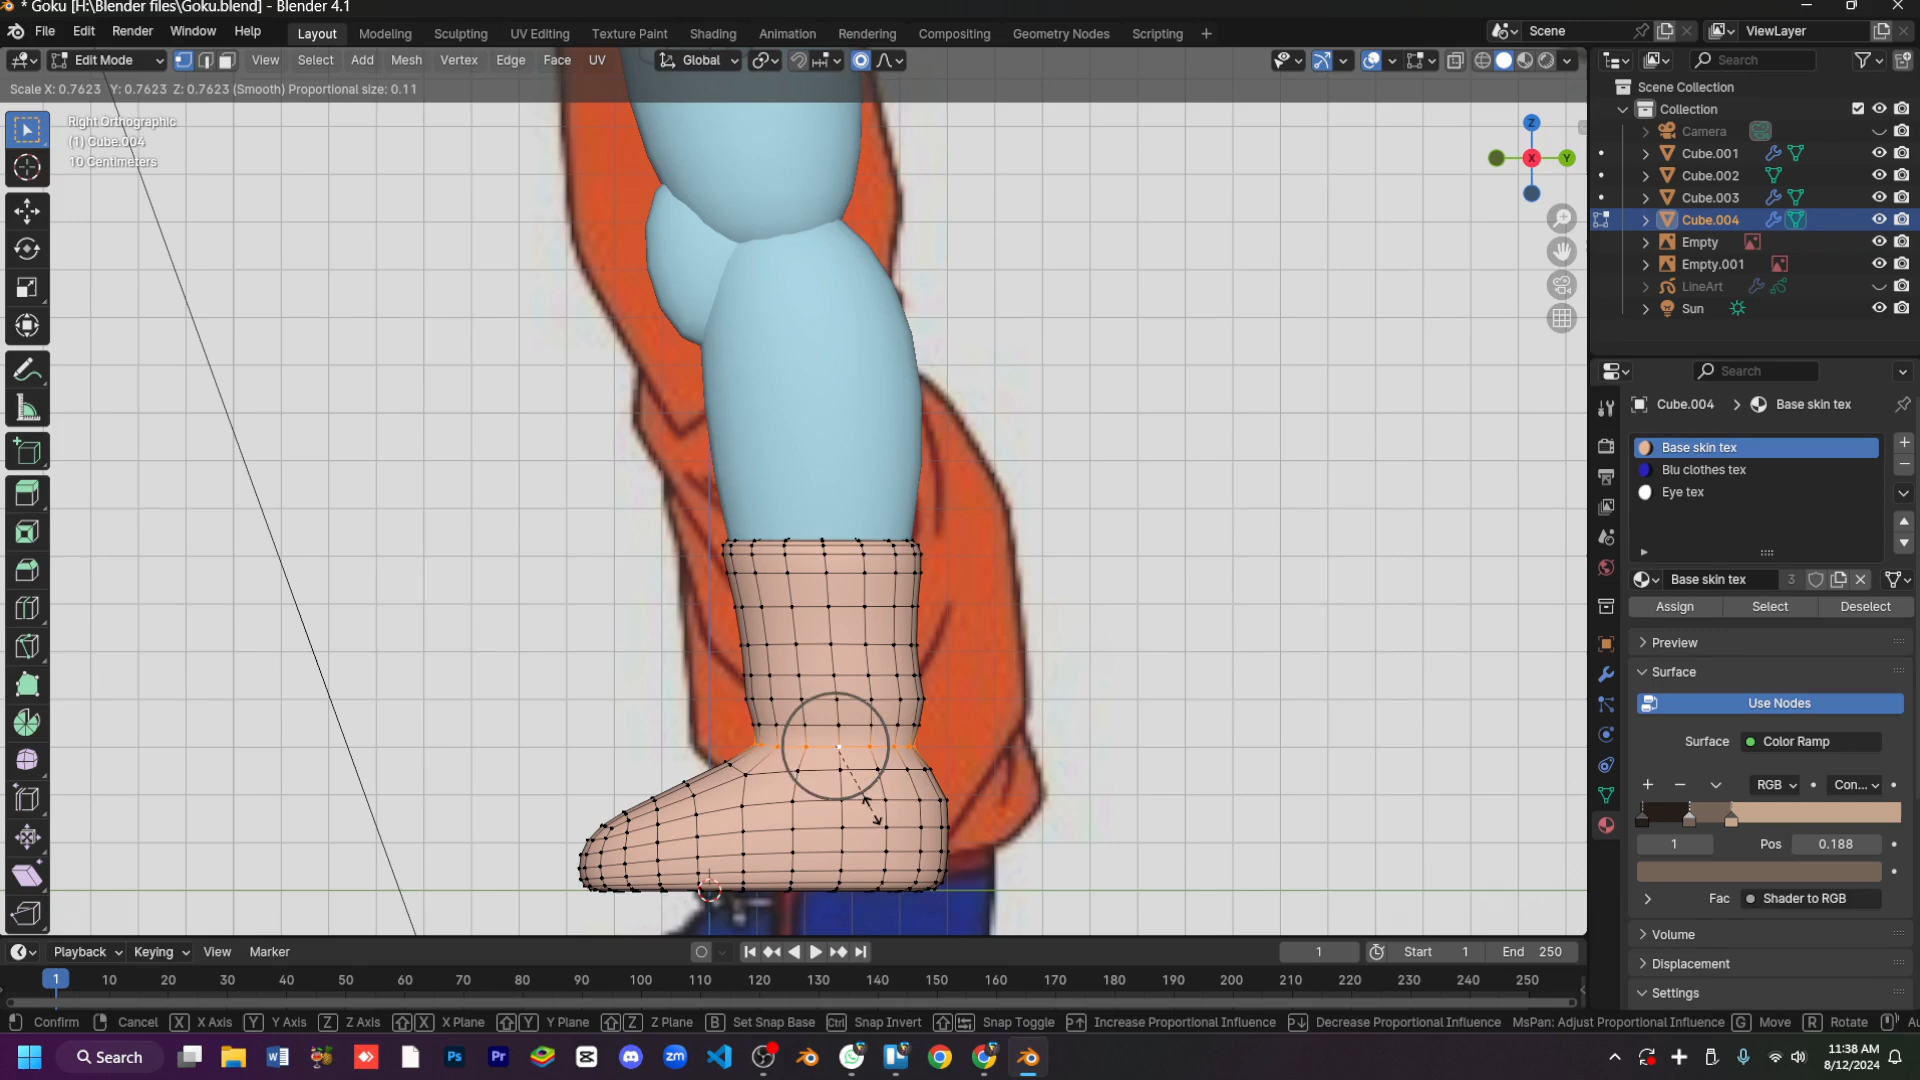 * Goku [H:\Blender files\Goku.blend] - Blender 4.1
File Edit Render Window Help Layout Modeling Sculpting UV Editing Texture Paint Shading Animation Rendering Compositing Geometry Nodes Scripting + Scene ViewLayer
Edit Mode View Select Add Mesh Vertex Edge Face UV Global Search
Scale X: 0.7623 Y: 0.7623 Z: 0.7623 (Smooth) Proportional size: 0.11
Scene Collection
Collection
Right Orthographic
(1) Cube.004
10 Centimeters
Z
X Y
Camera
Cube.001
Cube.002
Cube.003
Cube.004
Empty
Empty.001
LineArt
Sun
Search
Cube.004 > Base skin tex
Base skin tex
Blu clothes tex
Eye tex
Base skin tex 3
Assign Select Deselect
Preview
Surface
Use Nodes
Surface Color Ramp
RGB Con...
1 Pos 0.188
Fac Shader to RGB
Volume
Displacement
Settings
Playback Keying View Marker 1 Start 1 End 250
1 10 20 30 40 50 60 70 80 90 100 110 120 130 140 150 160 170 180 190 200 210 220 230 240 250
Confirm Cancel X X Axis Y Y Axis Z Z Axis X X Plane Y Y Plane Z Z Plane B Set Snap Base Ctrl Snap Invert Snap Toggle Increase Proportional Influence Decrease Proportional Influence MsPan: Adjust Proportional Influence G Move R Rotate Au
Search W Ps Pr zm 11:38 AM
8/12/2024